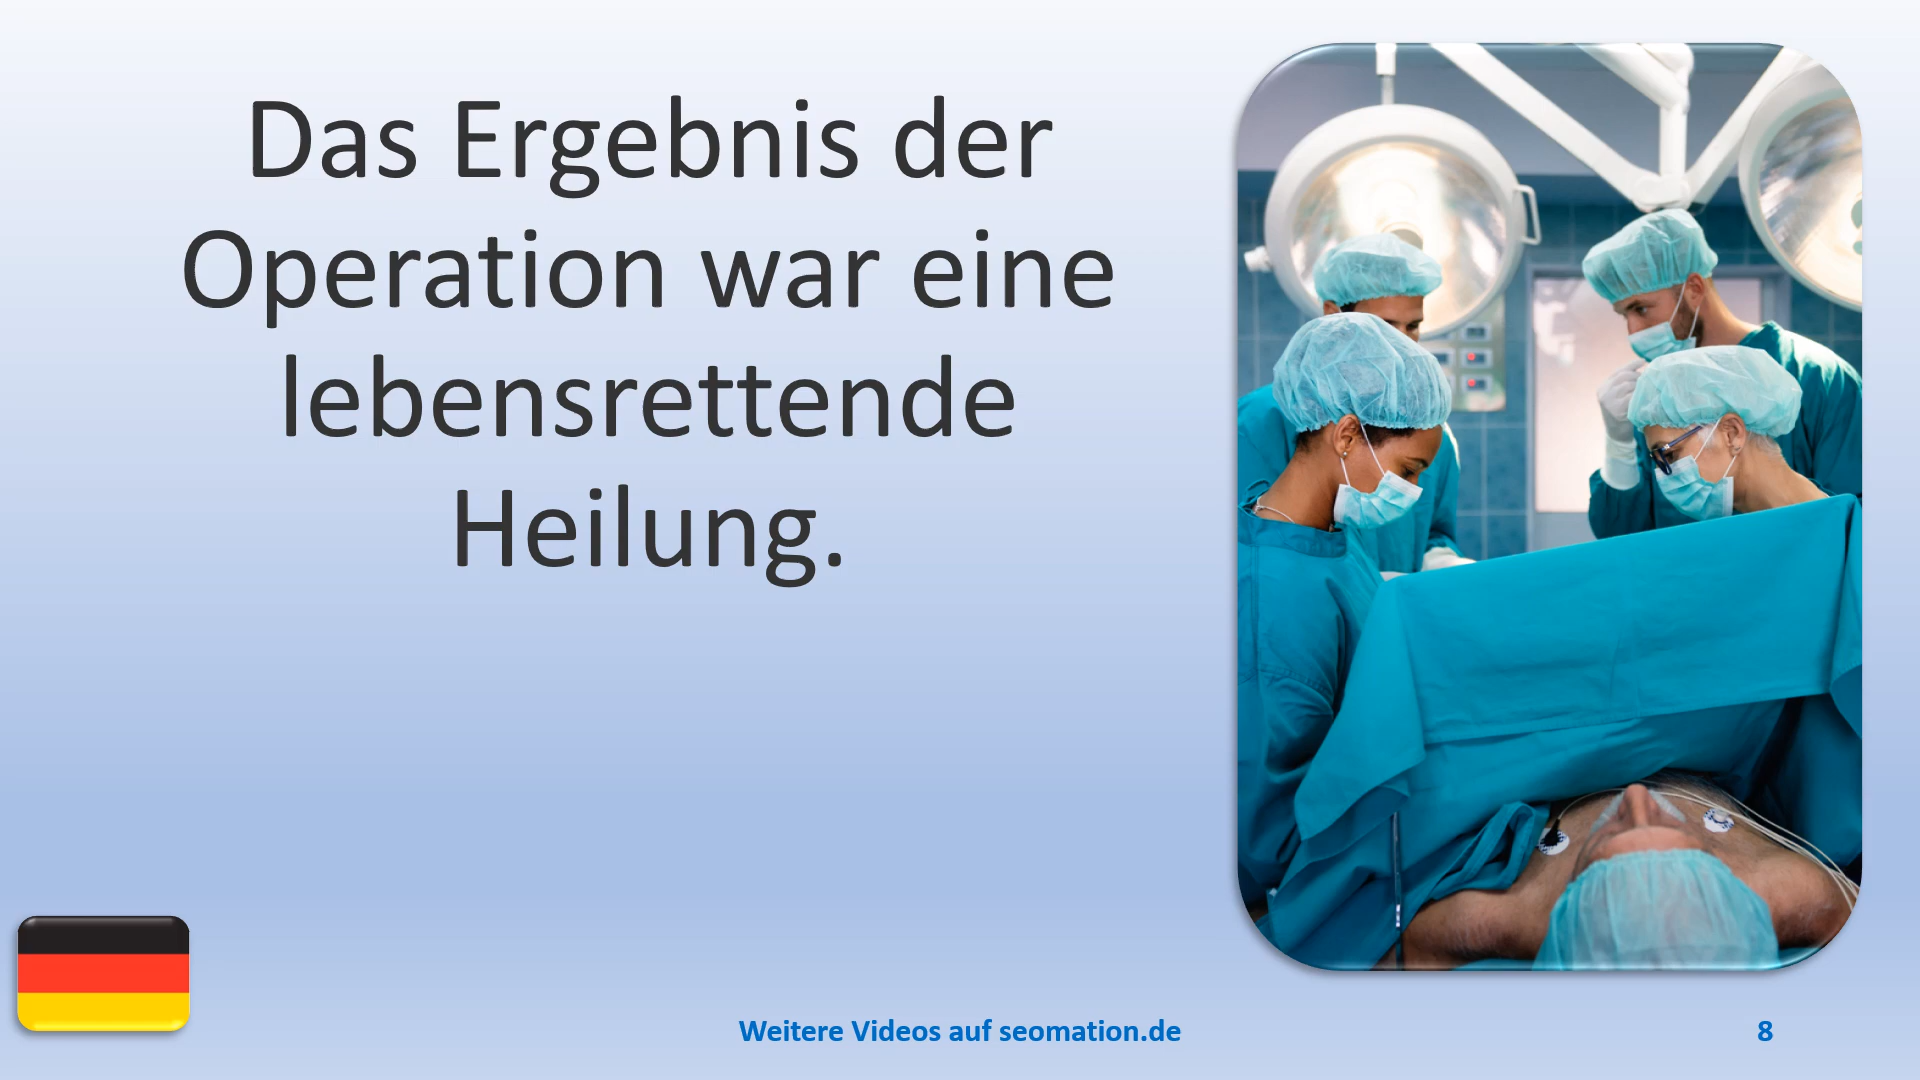 Das Ergebnis der
Operation war eine
lebensrettende
Heilung.
Weitere Videos auf seomation.de
8